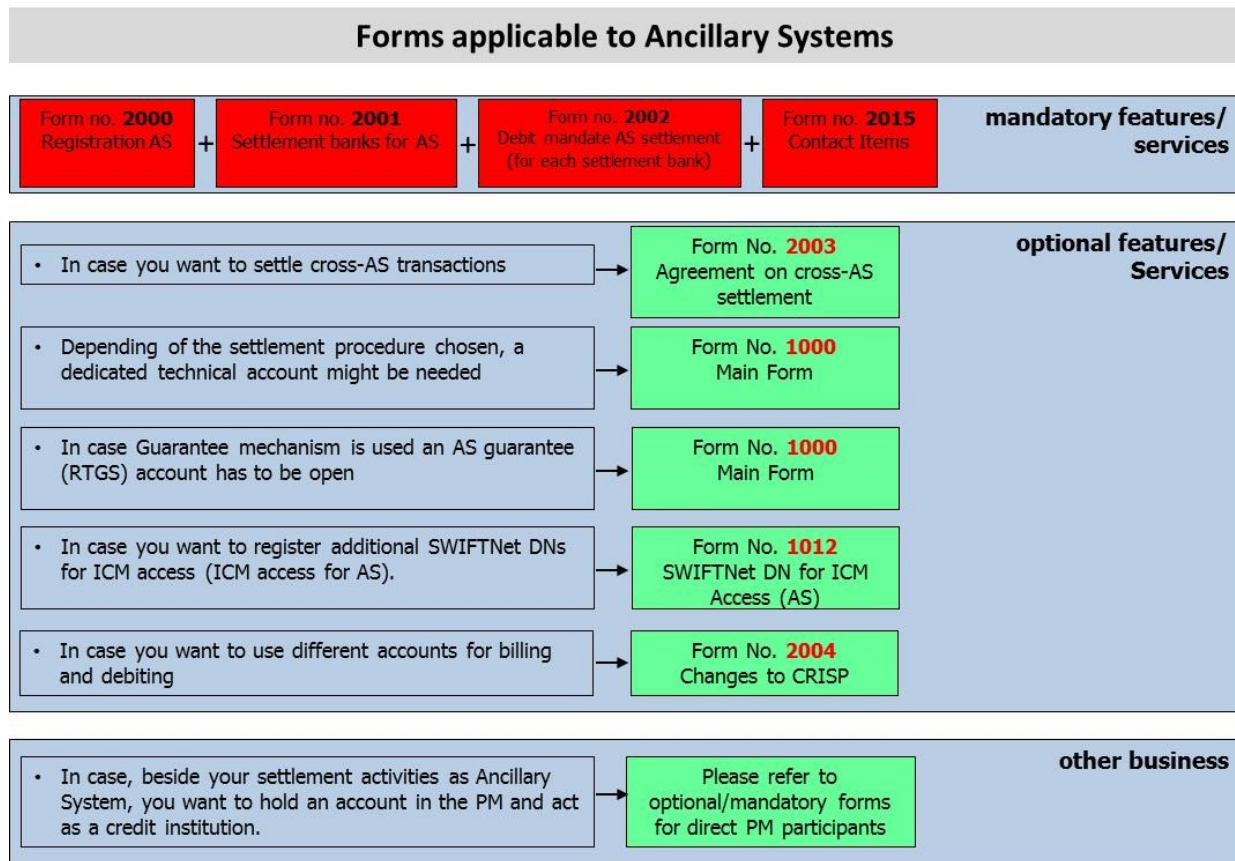 Forms applicable to Ancillary Systems
Form no. 2000
Registration AS
+
Form no. 2001
Settlement banks for AS
+
Form no. 2002
Debit mandate AS settlement
(for each settlement bank)
+
Form no. 2015
Contact Items
mandatory features/
services
optional features/
Services
• In case you want to settle cross-AS transactions
Form No. 2003
Agreement on cross-AS
settlement
• Depending of the settlement procedure chosen, a
dedicated technical account might be needed
Form No. 1000
Main Form
• In case Guarantee mechanism is used an AS guarantee
(RTGS) account has to be open
Form No. 1000
Main Form
• In case you want to register additional SWIFTNet DNs
for ICM access (ICM access for AS).
Form No. 1012
SWIFTNet DN for ICM
Access (AS)
• In case you want to use different accounts for billing
and debiting
Form No. 2004
Changes to CRISP
other business
• In case, beside your settlement activities as Ancillary
System, you want to hold an account in the PM and act
as a credit institution.
Please refer to
optional/mandatory forms
for direct PM participants